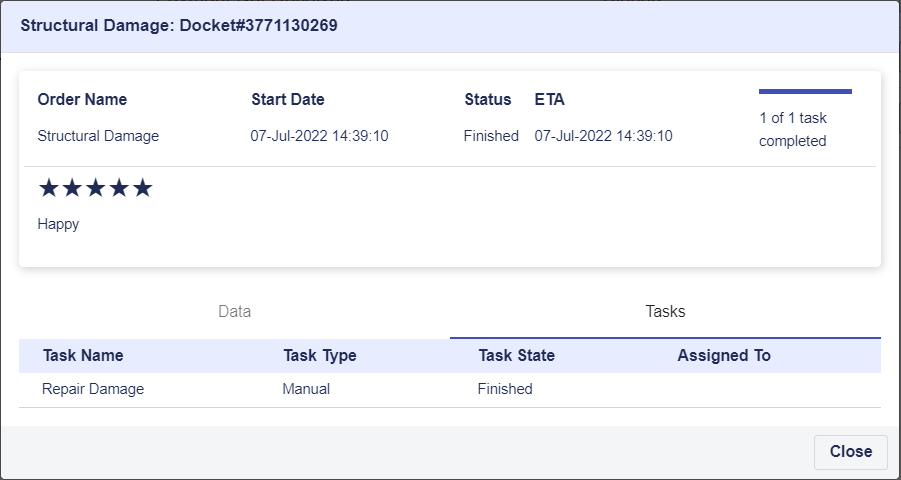 Structural Damage: Docket#3771130269
Order Name Start Date Status ETA
Structural Damage 07-Jul-2022 14:39:10 Finished 07-Jul-2022 14:39:10
1 of 1 task
completed
★★★★★
Happy
Data Tasks
Task Name Task Type Task State Assigned To
Repair Damage Manual Finished
Close